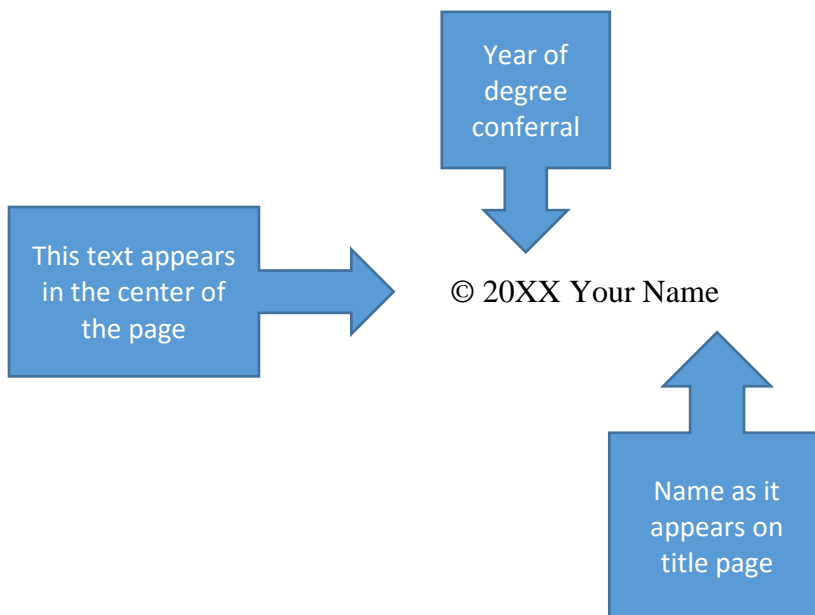 Year of
degree
conferral
This text appears
in the center of
the page
© 20XX Your Name
Name as it
appears on
title page